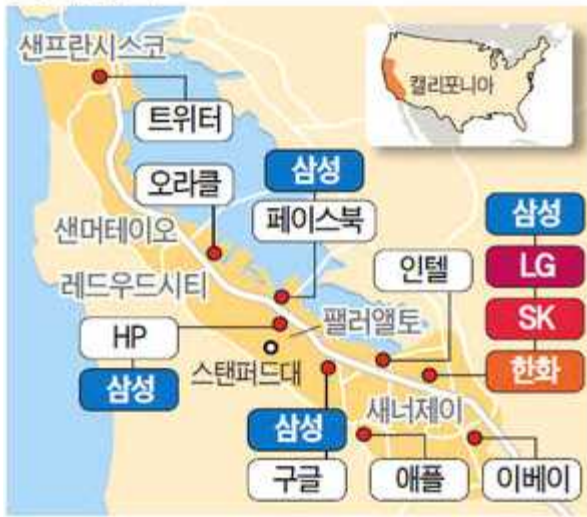 샌프란시스코
캘리포니아
트위터
오라클
삼성
페이스북
삼성
LG
SK
한화
샌머테이오
레드우드시티
인텔
HP
삼성
팰러앨토
스탠퍼드대
새너제이
삼성
구글
애플
이베이